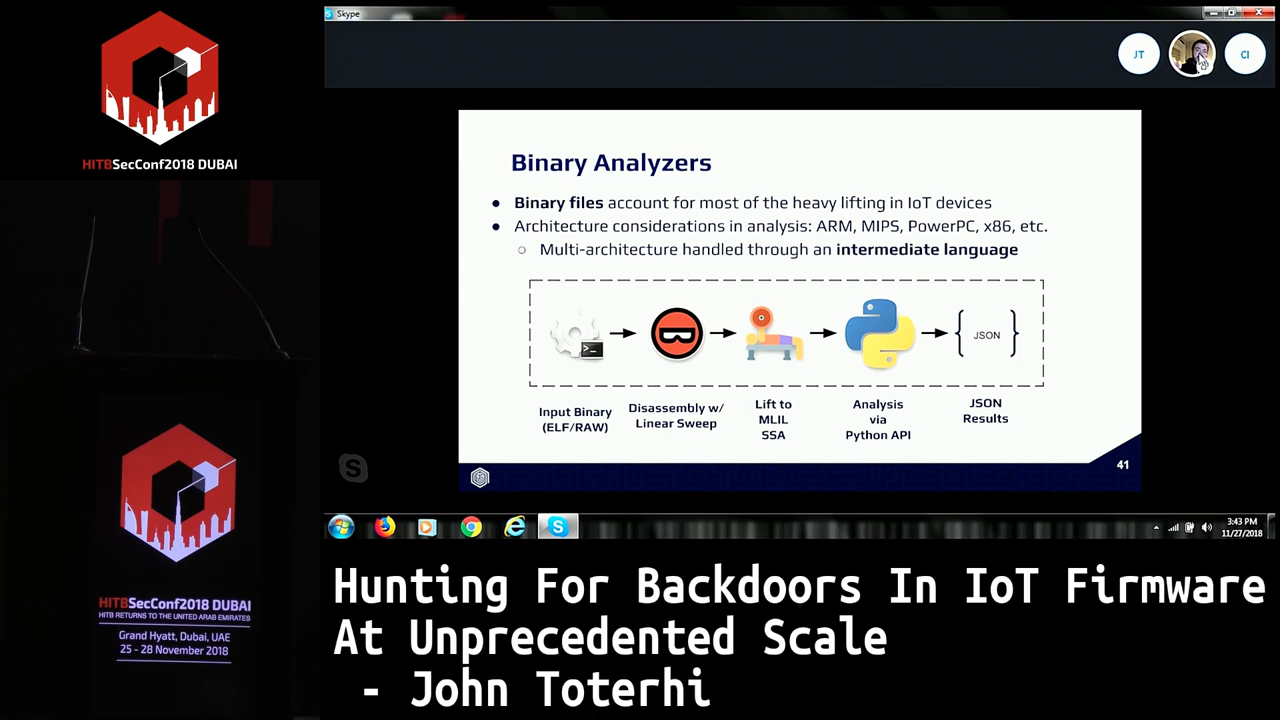 HITBSecConf2018 DUBAI
HITBSecConf2018 DUBAI
HITB RETURNS TO THE UNITED ARAB EMIRATES
Grand Hyatt, Dubai, UAE
25 - 28 November 2018
Skype
JT
CI
Binary Analyzers
● Binary files account for most of the heavy lifting in IoT devices
● Architecture considerations in analysis: ARM, MIPS, PowerPC, x86, etc.
○ Multi-architecture handled through an intermediate language
>_
{ JSON }
Input Binary
(ELF/RAW)
Disassembly w/
Linear Sweep
Lift to
MLIL
SSA
Analysis
via
Python API
JSON
Results
41
3:43 PM
11/27/2018
Hunting For Backdoors In IoT Firmware
At Unprecedented Scale
- John Toterhi